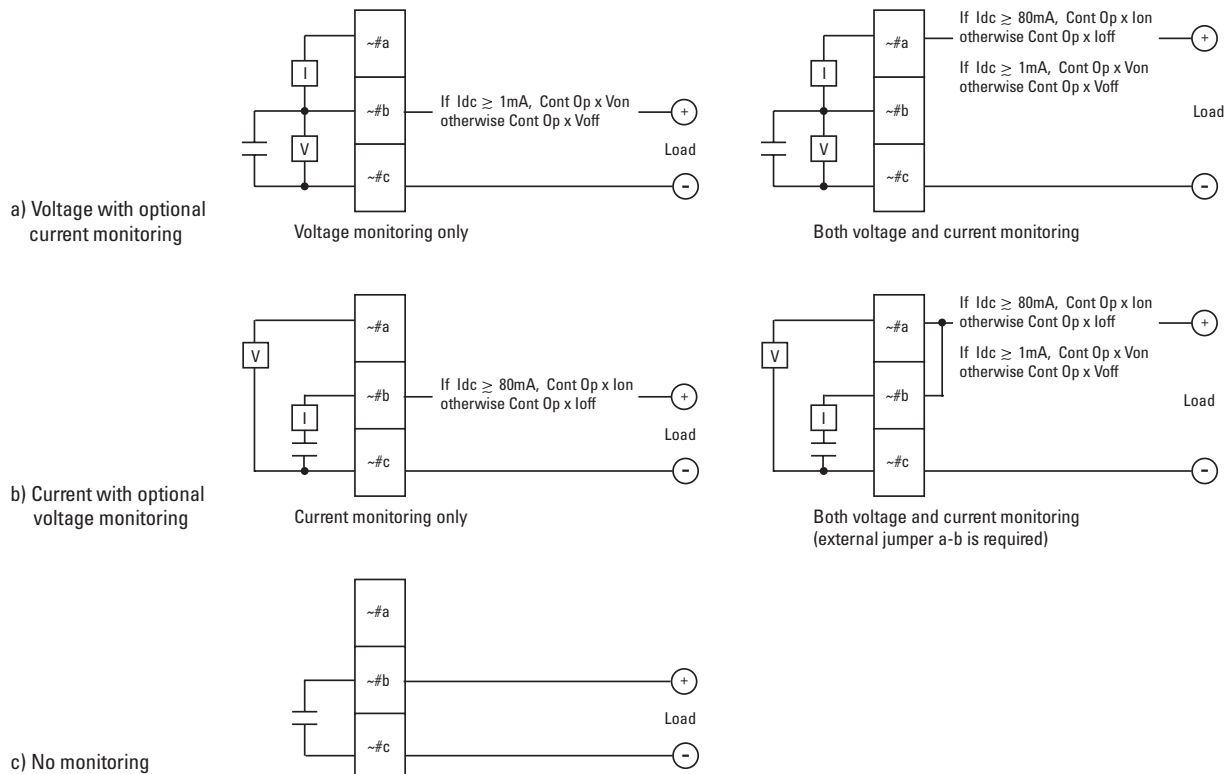 ~#a
I
~#b
V
~#c
If Idc ≳ 1mA, Cont Op x Von
otherwise Cont Op x Voff
+
Load
-
a) Voltage with optional
current monitoring
Voltage monitoring only
~#a
I
~#b
V
~#c
If Idc ≳ 80mA, Cont Op x Ion
otherwise Cont Op x Ioff
If Idc ≳ 1mA, Cont Op x Von
otherwise Cont Op x Voff
+
Load
-
Both voltage and current monitoring
~#a
V
~#b
I
~#c
If Idc ≳ 80mA, Cont Op x Ion
otherwise Cont Op x Ioff
+
Load
-
b) Current with optional
voltage monitoring
Current monitoring only
~#a
V
~#b
I
~#c
If Idc ≳ 80mA, Cont Op x Ion
otherwise Cont Op x Ioff
If Idc ≳ 1mA, Cont Op x Von
otherwise Cont Op x Voff
+
Load
-
Both voltage and current monitoring
(external jumper a-b is required)
~#a
~#b
~#c
+
Load
-
c) No monitoring